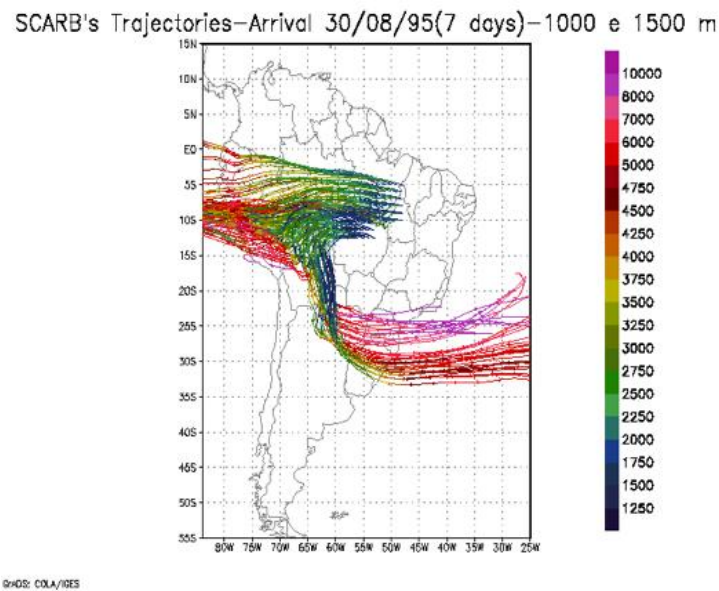 SCARB's Trajectories-Arrival 30/08/95(7 days)-1000 e 1500 m
15N
10N
5N
EQ
5S
10S
15S
20S
25S
30S
35S
40S
45S
50S
55S
80W 75W 70W 65W 60W 55W 50W 45W 40W 35W 30W 25W
10000
8000
7000
6000
5000
4750
4500
4250
4000
3750
3500
3250
3000
2750
2500
2250
2000
1750
1500
1250
GrADS: COLA/IGES